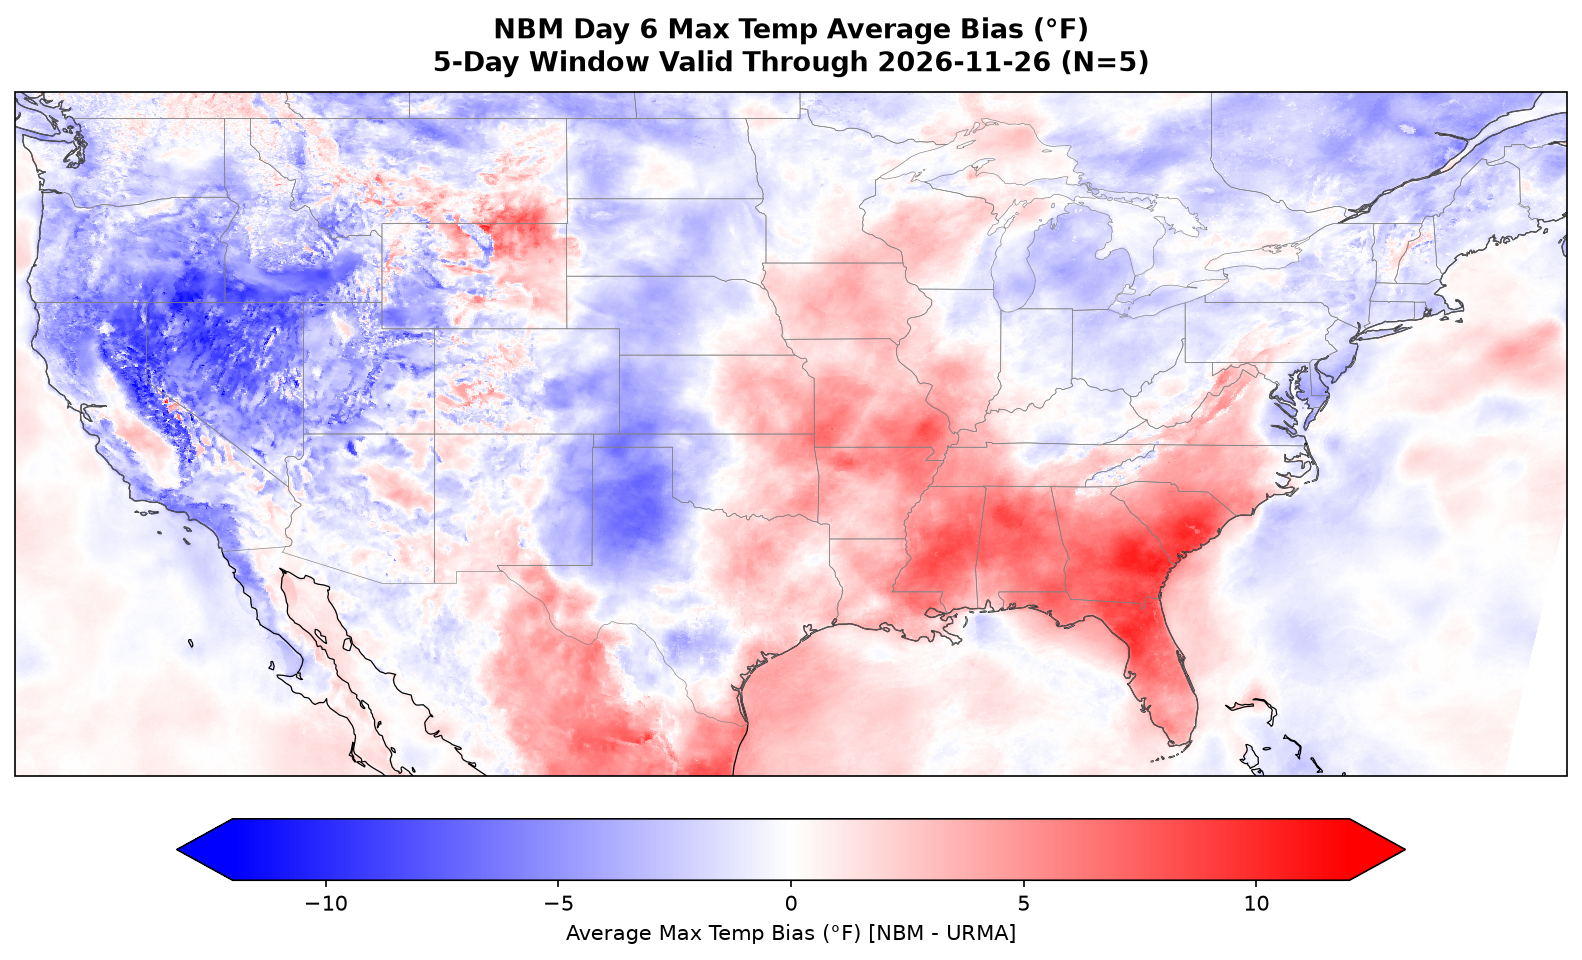 NBM Day 6 Max Temp Average Bias (°F)
5-Day Window Valid Through 2026-11-26 (N=5)
−10 −5 0 5 10
Average Max Temp Bias (°F) [NBM - URMA]